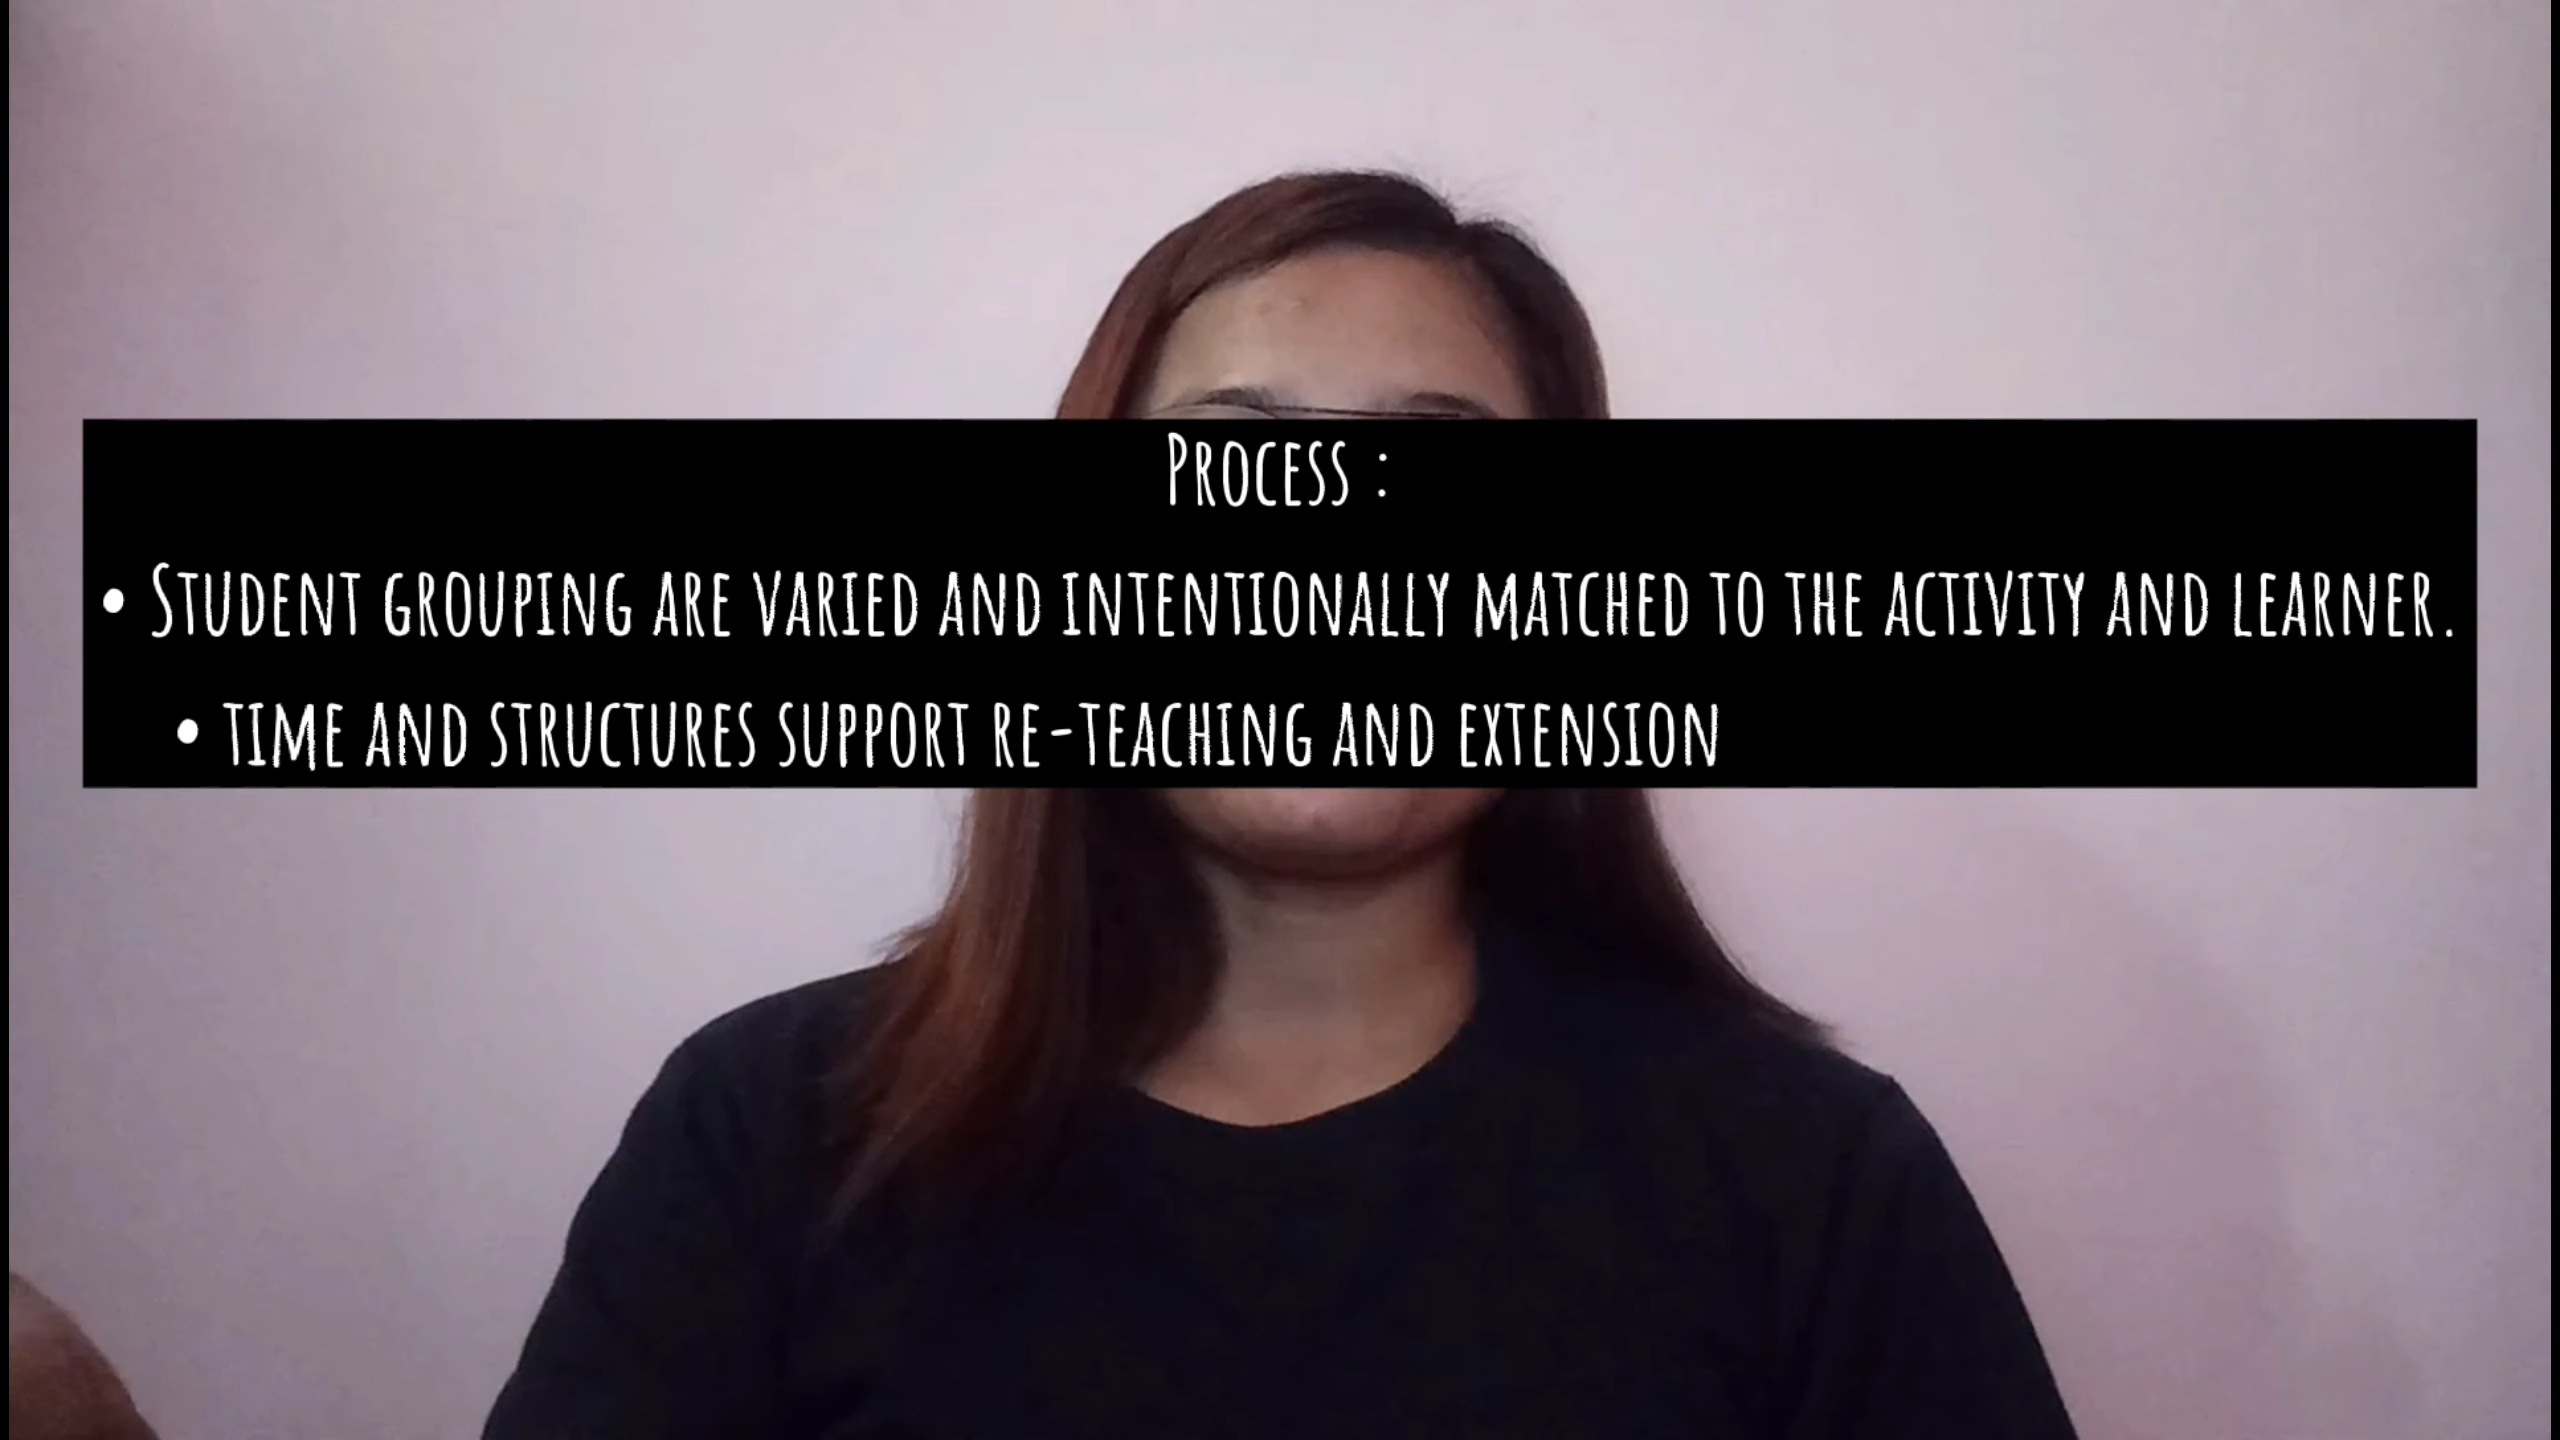 Process :
• Student grouping are varied and intentionally matched to the activity and learner.
• time and structures support re-teaching and extension